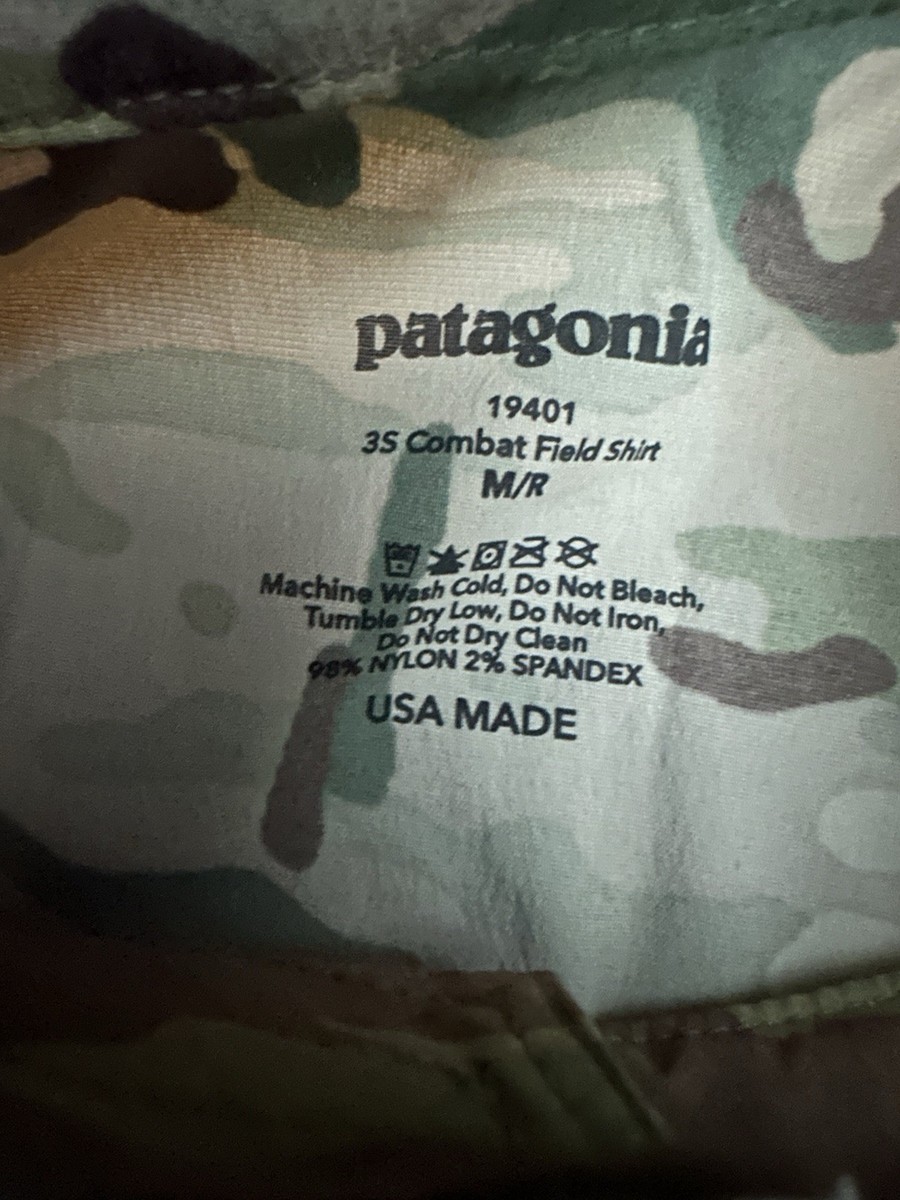 patagonia
19401
3S Combat Field Shirt
M/R
Machine Wash Cold, Do Not Bleach,
Tumble Dry Low, Do Not Iron,
Do Not Dry Clean
98% NYLON 2% SPANDEX
USA MADE